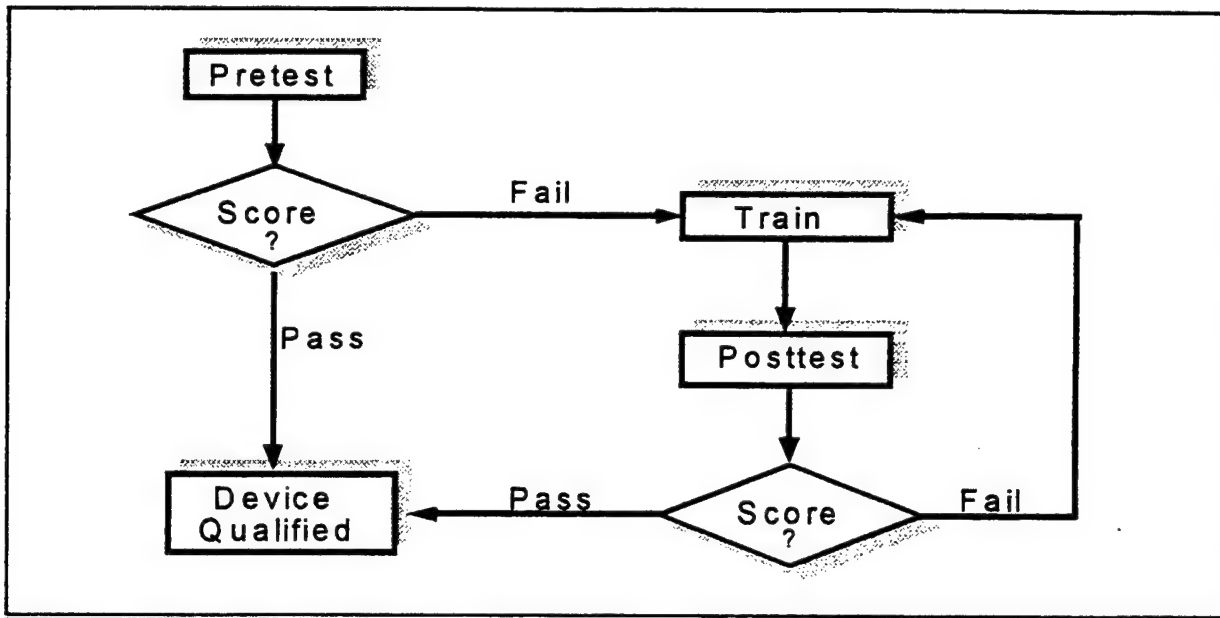 Pretest
Score
?
Fail
Train
Pass
Posttest
Device
Qualified
Pass
Score
?
Fail